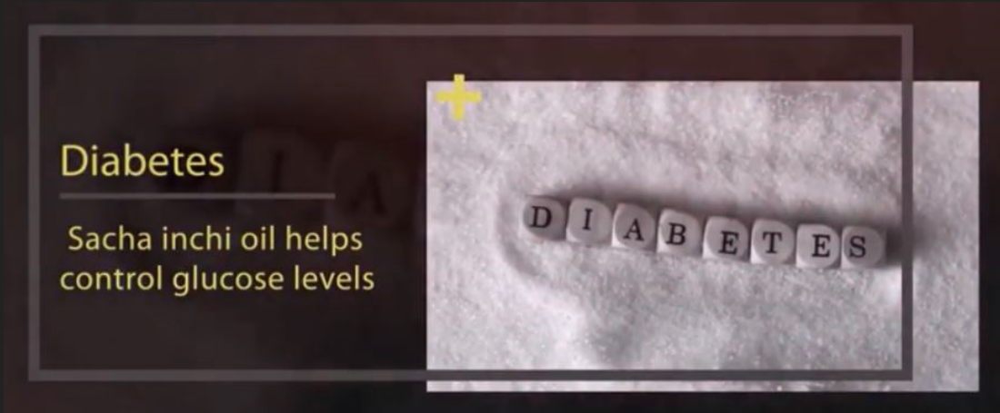 Diabetes
Sacha inchi oil helps
control glucose levels
DIABETES